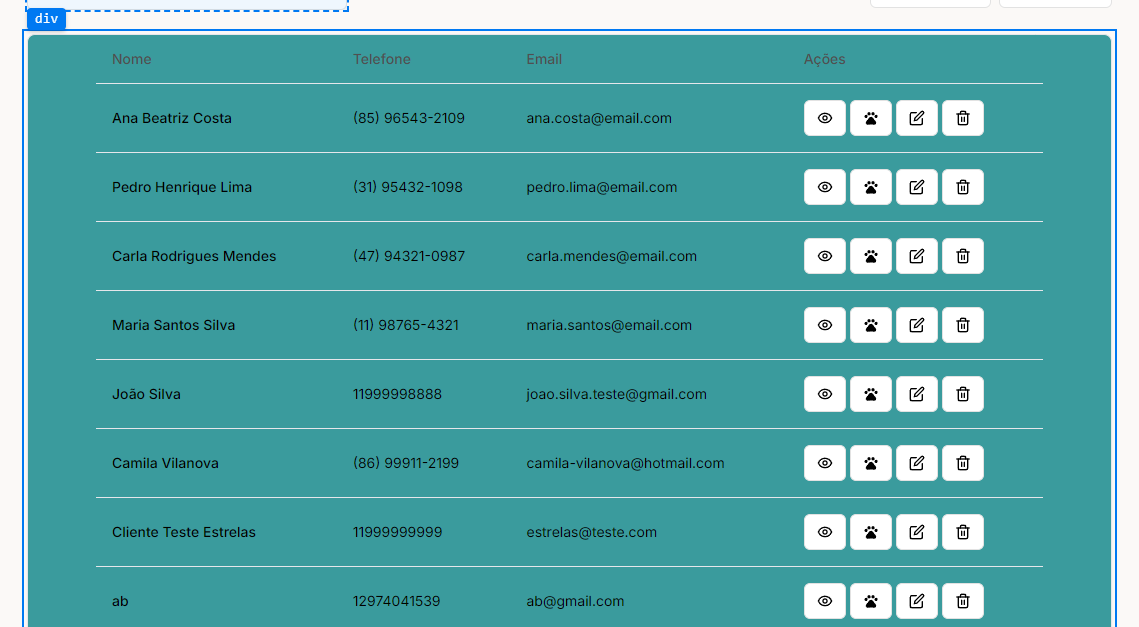 div
Nome Telefone Email Ações
Ana Beatriz Costa (85) 96543-2109 ana.costa@email.com
Pedro Henrique Lima (31) 95432-1098 pedro.lima@email.com
Carla Rodrigues Mendes (47) 94321-0987 carla.mendes@email.com
Maria Santos Silva (11) 98765-4321 maria.santos@email.com
João Silva 11999998888 joao.silva.teste@gmail.com
Camila Vilanova (86) 99911-2199 camila-vilanova@hotmail.com
Cliente Teste Estrelas 11999999999 estrelas@teste.com
ab 12974041539 ab@gmail.com